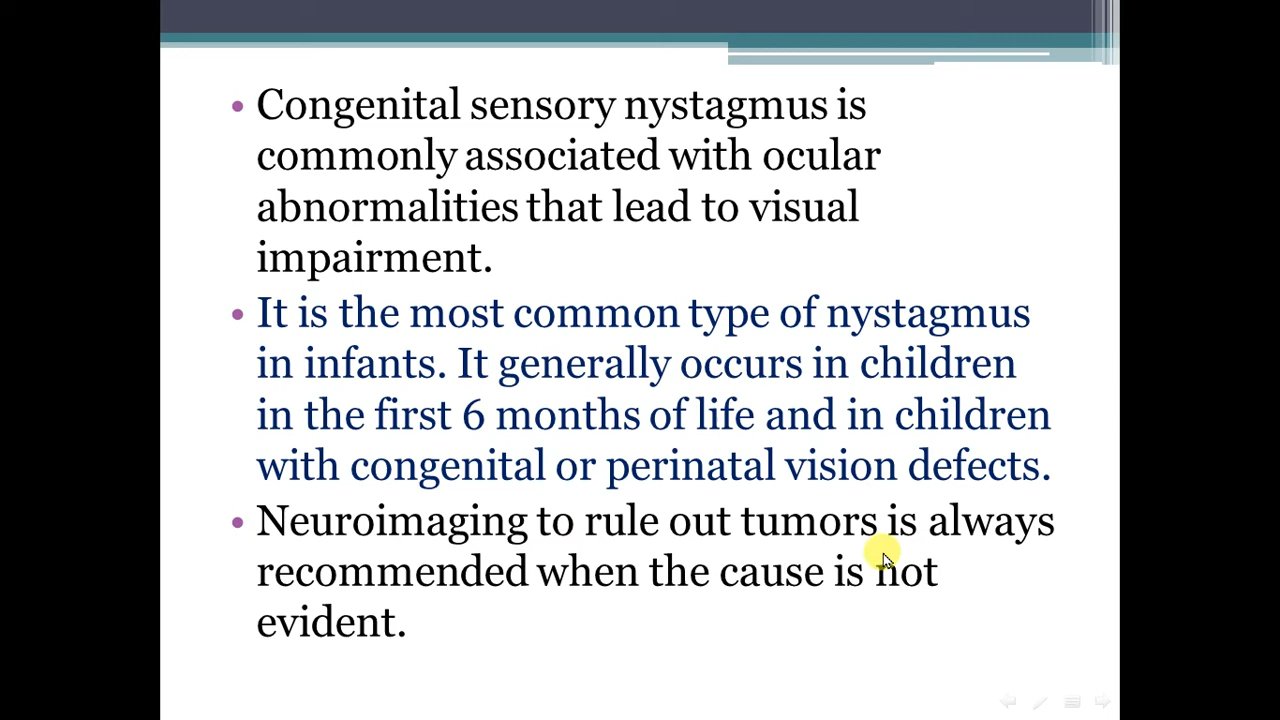 • Congenital sensory nystagmus is
commonly associated with ocular
abnormalities that lead to visual
impairment.
• It is the most common type of nystagmus
in infants. It generally occurs in children
in the first 6 months of life and in children
with congenital or perinatal vision defects.
• Neuroimaging to rule out tumors is always
recommended when the cause is not
evident.